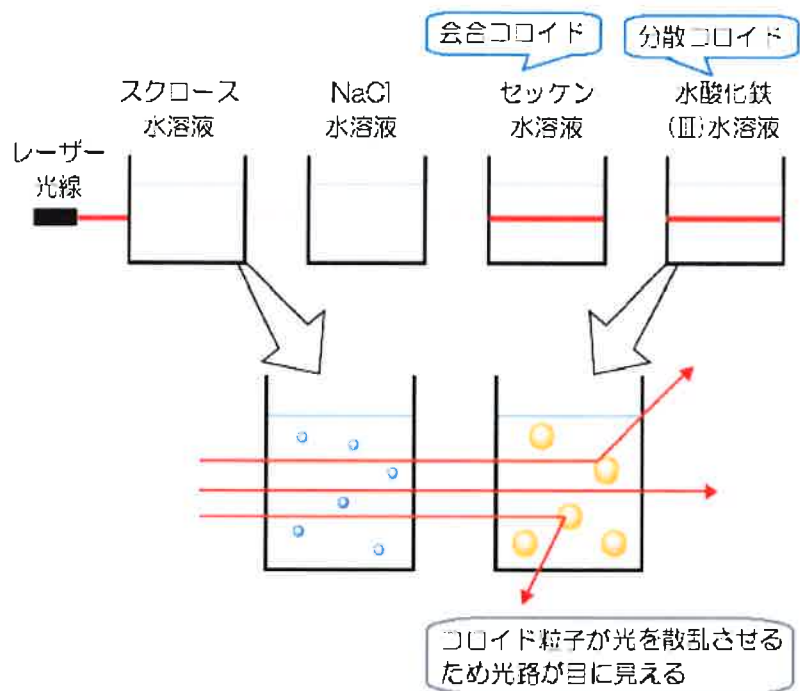 会合コロイド
分散コロイド
スクロース
水溶液
NaCl
水溶液
セッケン
水溶液
水酸化鉄
(Ⅲ)水溶液
レーザー
光線
コロイド粒子が光を散乱させる
ため光路が目に見える